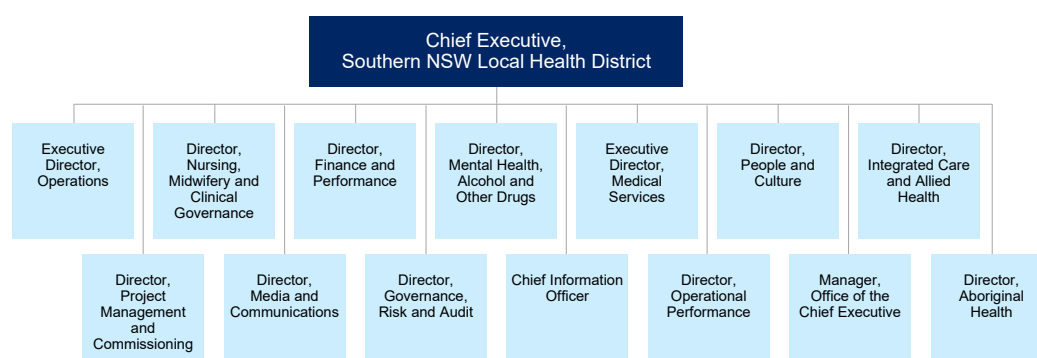 Chief Executive,
Southern NSW Local Health District
Executive
Director,
Operations
Director,
Nursing,
Midwifery and
Clinical
Governance
Director,
Finance and
Performance
Director,
Mental Health,
Alcohol and
Other Drugs
Executive
Director,
Medical
Services
Director,
People and
Culture
Director,
Integrated Care
and Allied
Health
Director,
Project
Management
and
Commissioning
Director,
Media and
Communications
Director,
Governance,
Risk and Audit
Chief Information
Officer
Director,
Operational
Performance
Manager,
Office of the
Chief Executive
Director,
Aboriginal
Health